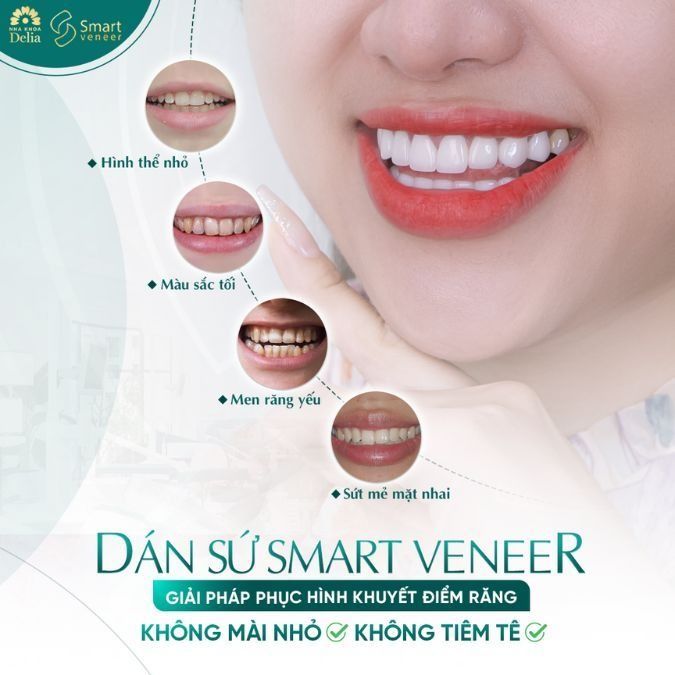 NHA KHOA
Delia
Smart
veneer
Hình thể nhỏ
Màu sắc tối
Men răng yếu
Sứt mẻ mặt nhai
DÁN SỨ SMART VENEER
GIẢI PHÁP PHỤC HÌNH KHUYẾT ĐIỂM RĂNG
KHÔNG MÀI NHỎ KHÔNG TIÊM TÊ